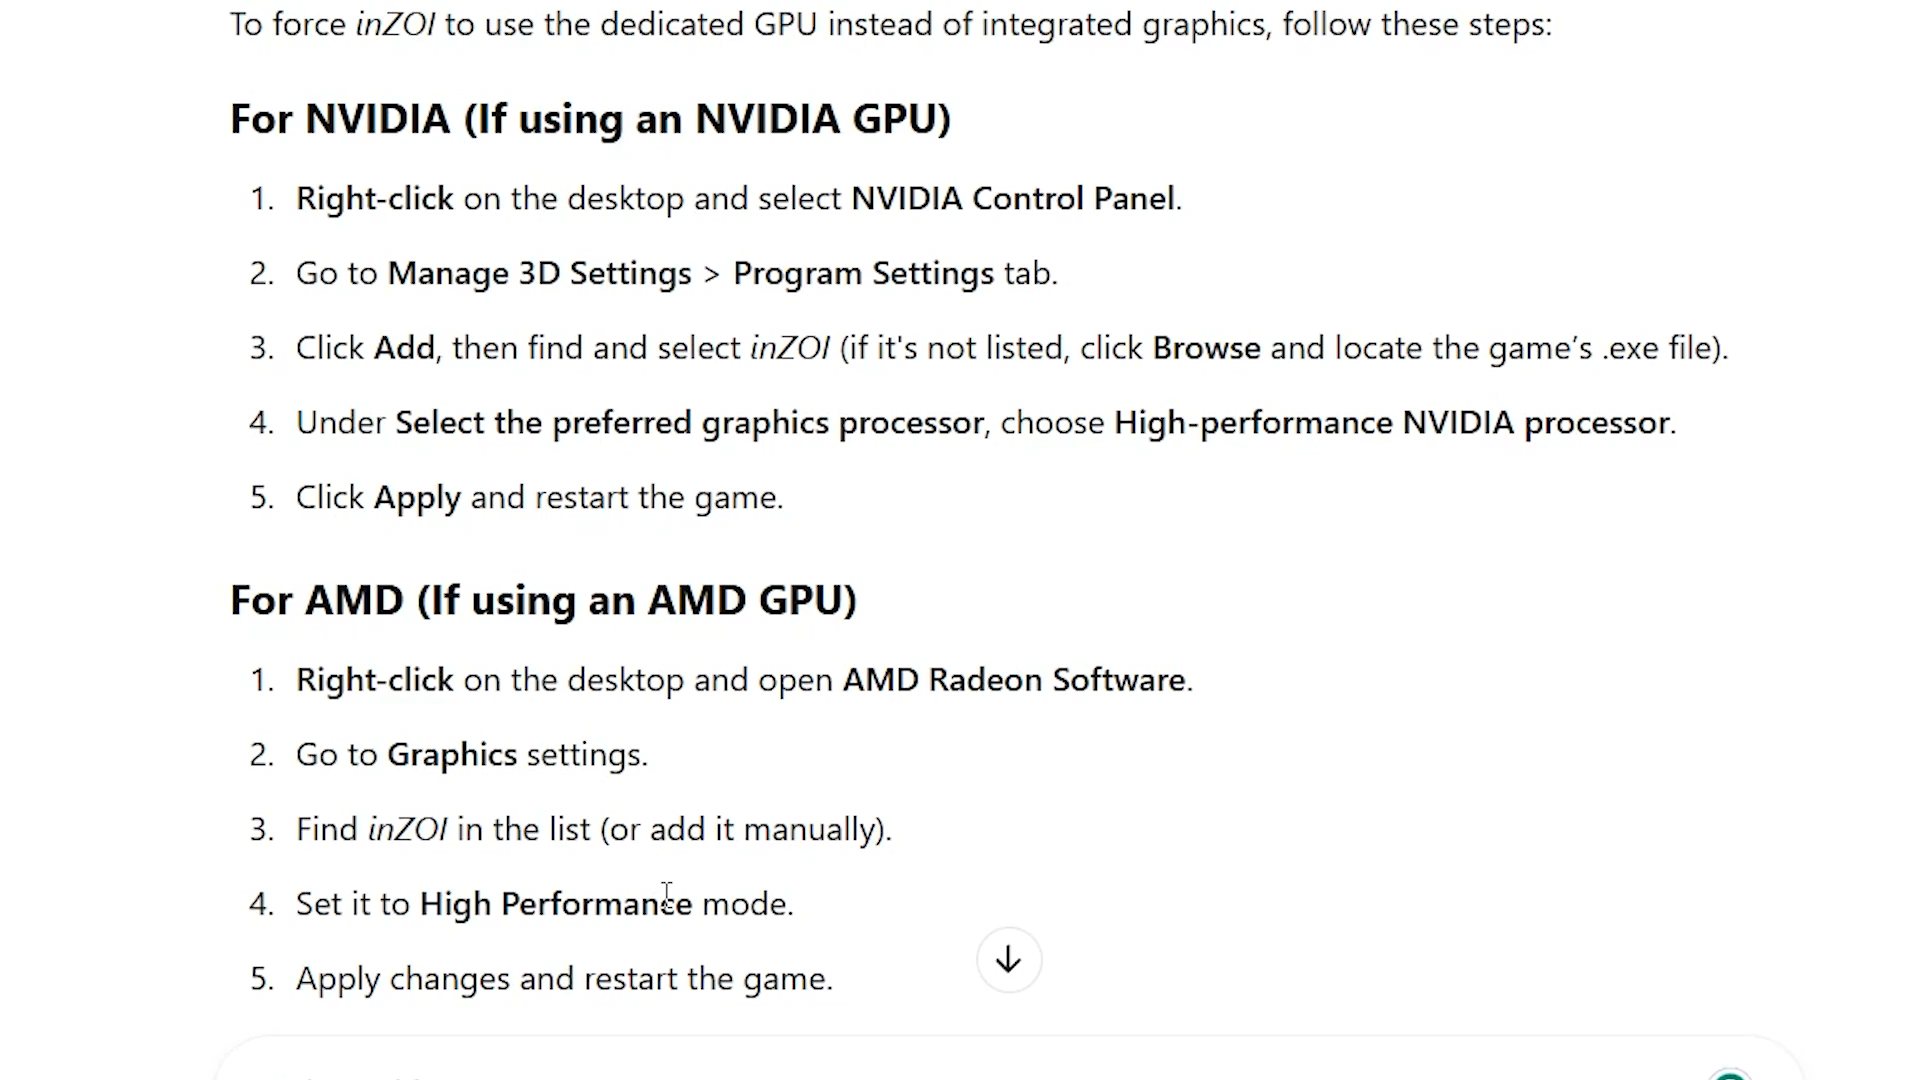 To force inZOI to use the dedicated GPU instead of integrated graphics, follow these steps:
For NVIDIA (If using an NVIDIA GPU)
1. Right-click on the desktop and select NVIDIA Control Panel.
2. Go to Manage 3D Settings > Program Settings tab.
3. Click Add, then find and select inZOI (if it's not listed, click Browse and locate the game’s .exe file).
4. Under Select the preferred graphics processor, choose High-performance NVIDIA processor.
5. Click Apply and restart the game.
For AMD (If using an AMD GPU)
1. Right-click on the desktop and open AMD Radeon Software.
2. Go to Graphics settings.
3. Find inZOI in the list (or add it manually).
4. Set it to High Performance mode.
5. Apply changes and restart the game.